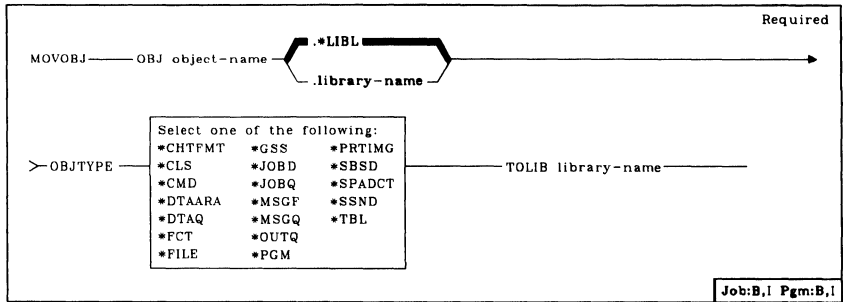 Required
.*LIBL
MOVOBJ OBJ object-name
.library-name
Select one of the following:
*CHTFMT *GSS *PRTIMG
OBJTYPE *CLS *JOBD *SBSD TOLIB library-name
*CMD *JOBQ *SPADCT
*DTAARA *MSGF *SSND
*DTAQ *MSGQ *TBL
*FCT *OUTQ
*FILE *PGM
Job:B,I Pgm:B,I